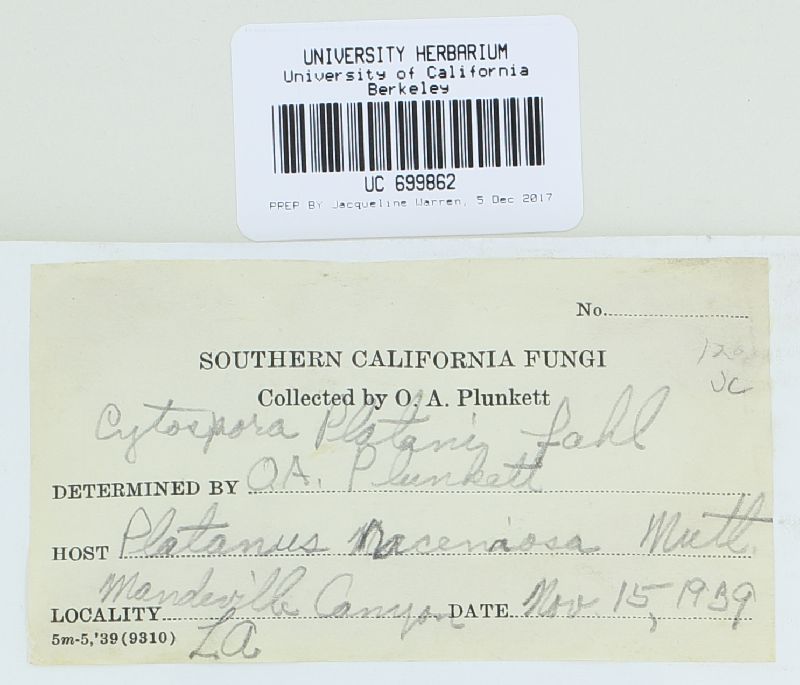 UNIVERSITY HERBARIUM
University of California
Berkeley
UC 699862
PREP BY Jacqueline Warren, 5 Dec 2017
No.
SOUTHERN CALIFORNIA FUNGI
UC
Collected by O. A. Plunkett
Cytospora Platani Fahl
DETERMINED BY O.A. Plunkett
HOST Platanus racemosa Nutt.
LOCALITY Mandeville Canyon DATE Nov. 15, 1939
5m-5,'39(9310) LA